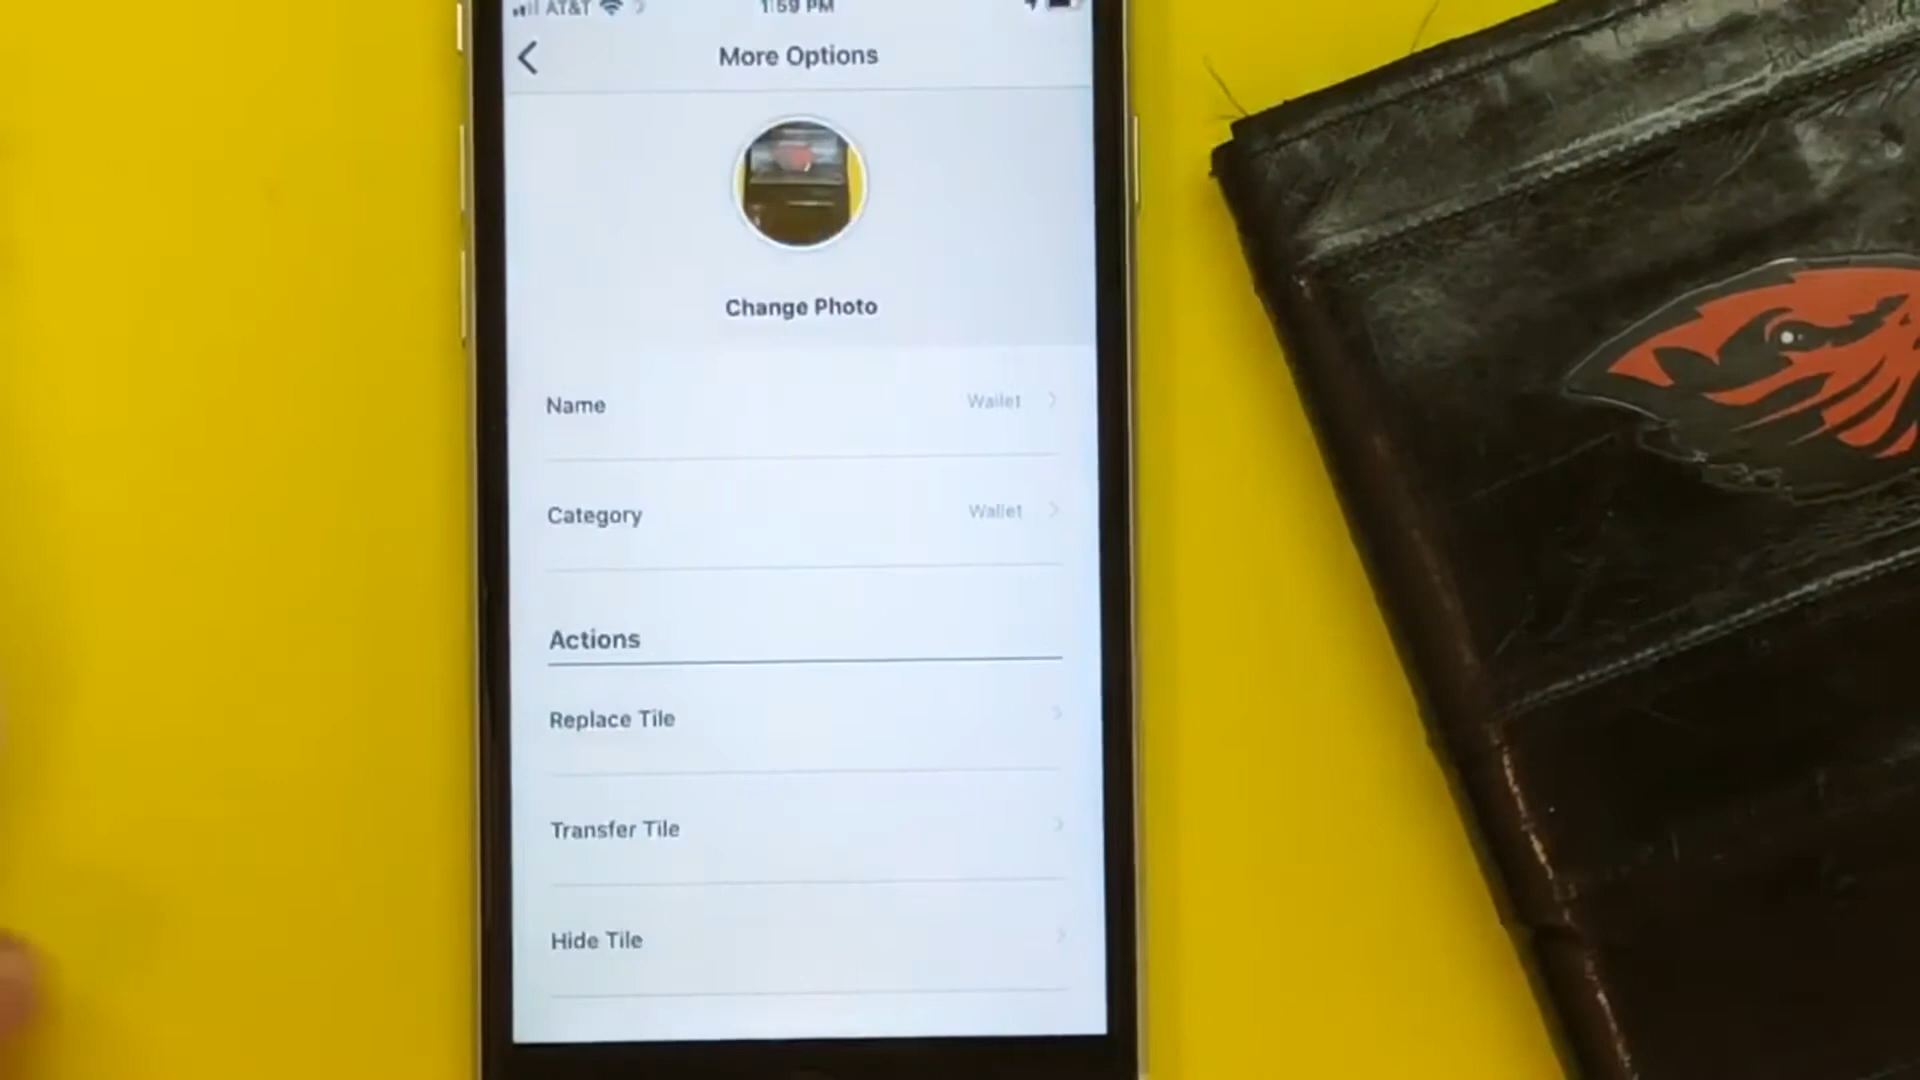 AT&T 1:59 PM
More Options
Change Photo
Name Wallet
Category Wallet
Actions
Replace Tile
Transfer Tile
Hide Tile